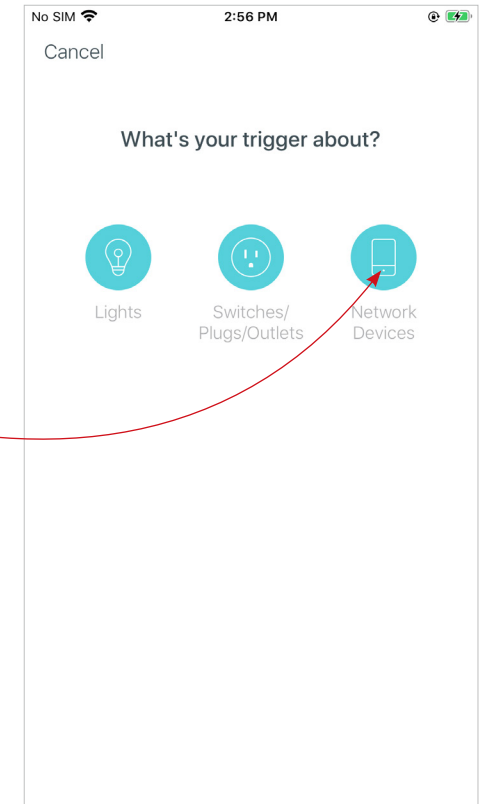 No SIM 2:56 PM
Cancel
What's your trigger about?
Lights
Switches/
Plugs/Outlets
Network
Devices